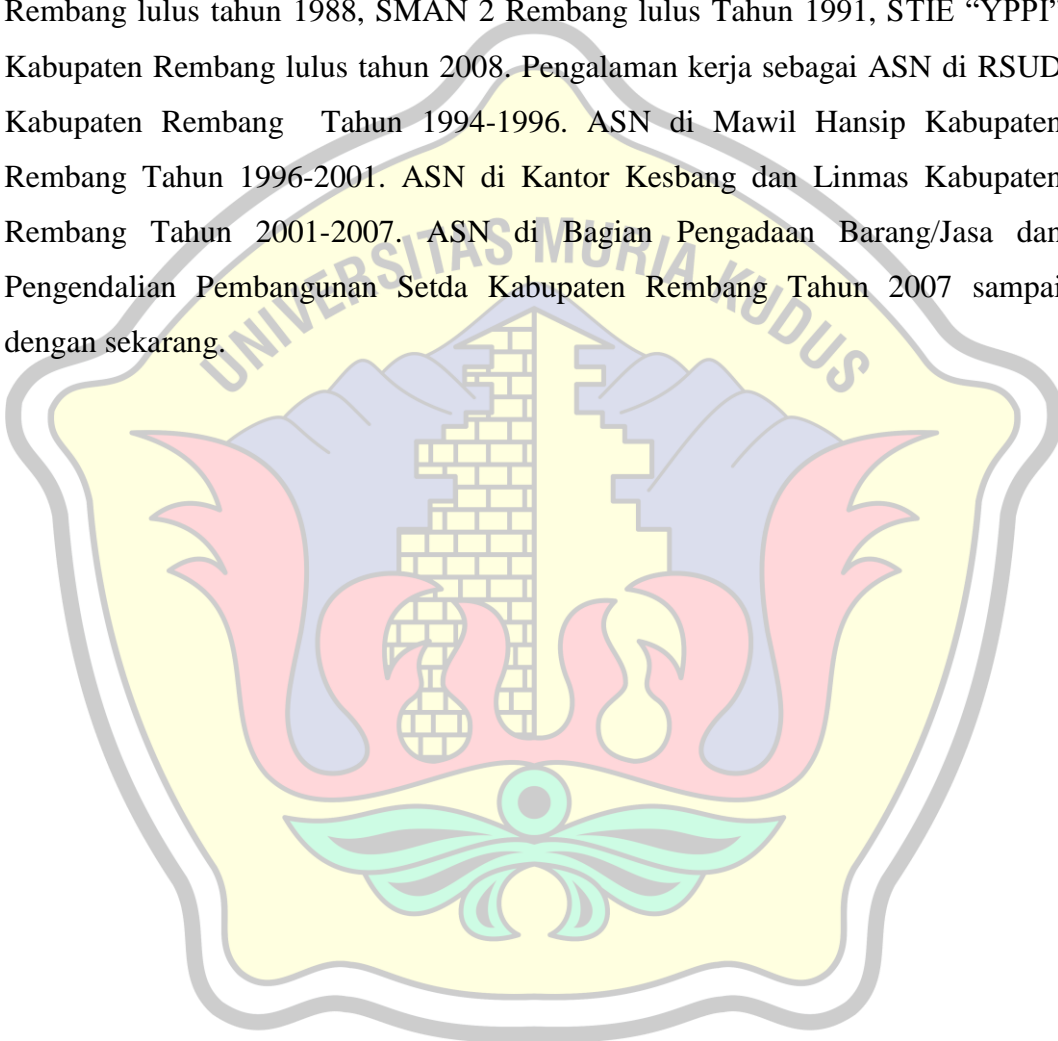 Rembang lulus tahun 1988, SMAN 2 Rembang lulus Tahun 1991, STIE “YPPI”
Kabupaten Rembang lulus tahun 2008. Pengalaman kerja sebagai ASN di RSUD
Kabupaten Rembang Tahun 1994-1996. ASN di Mawil Hansip Kabupaten
Rembang Tahun 1996-2001. ASN di Kantor Kesbang dan Linmas Kabupaten
Rembang Tahun 2001-2007. ASN di Bagian Pengadaan Barang/Jasa dan
Pengendalian Pembangunan Setda Kabupaten Rembang Tahun 2007 sampai
dengan sekarang.
UNIVERSITAS MURIA KUDUS